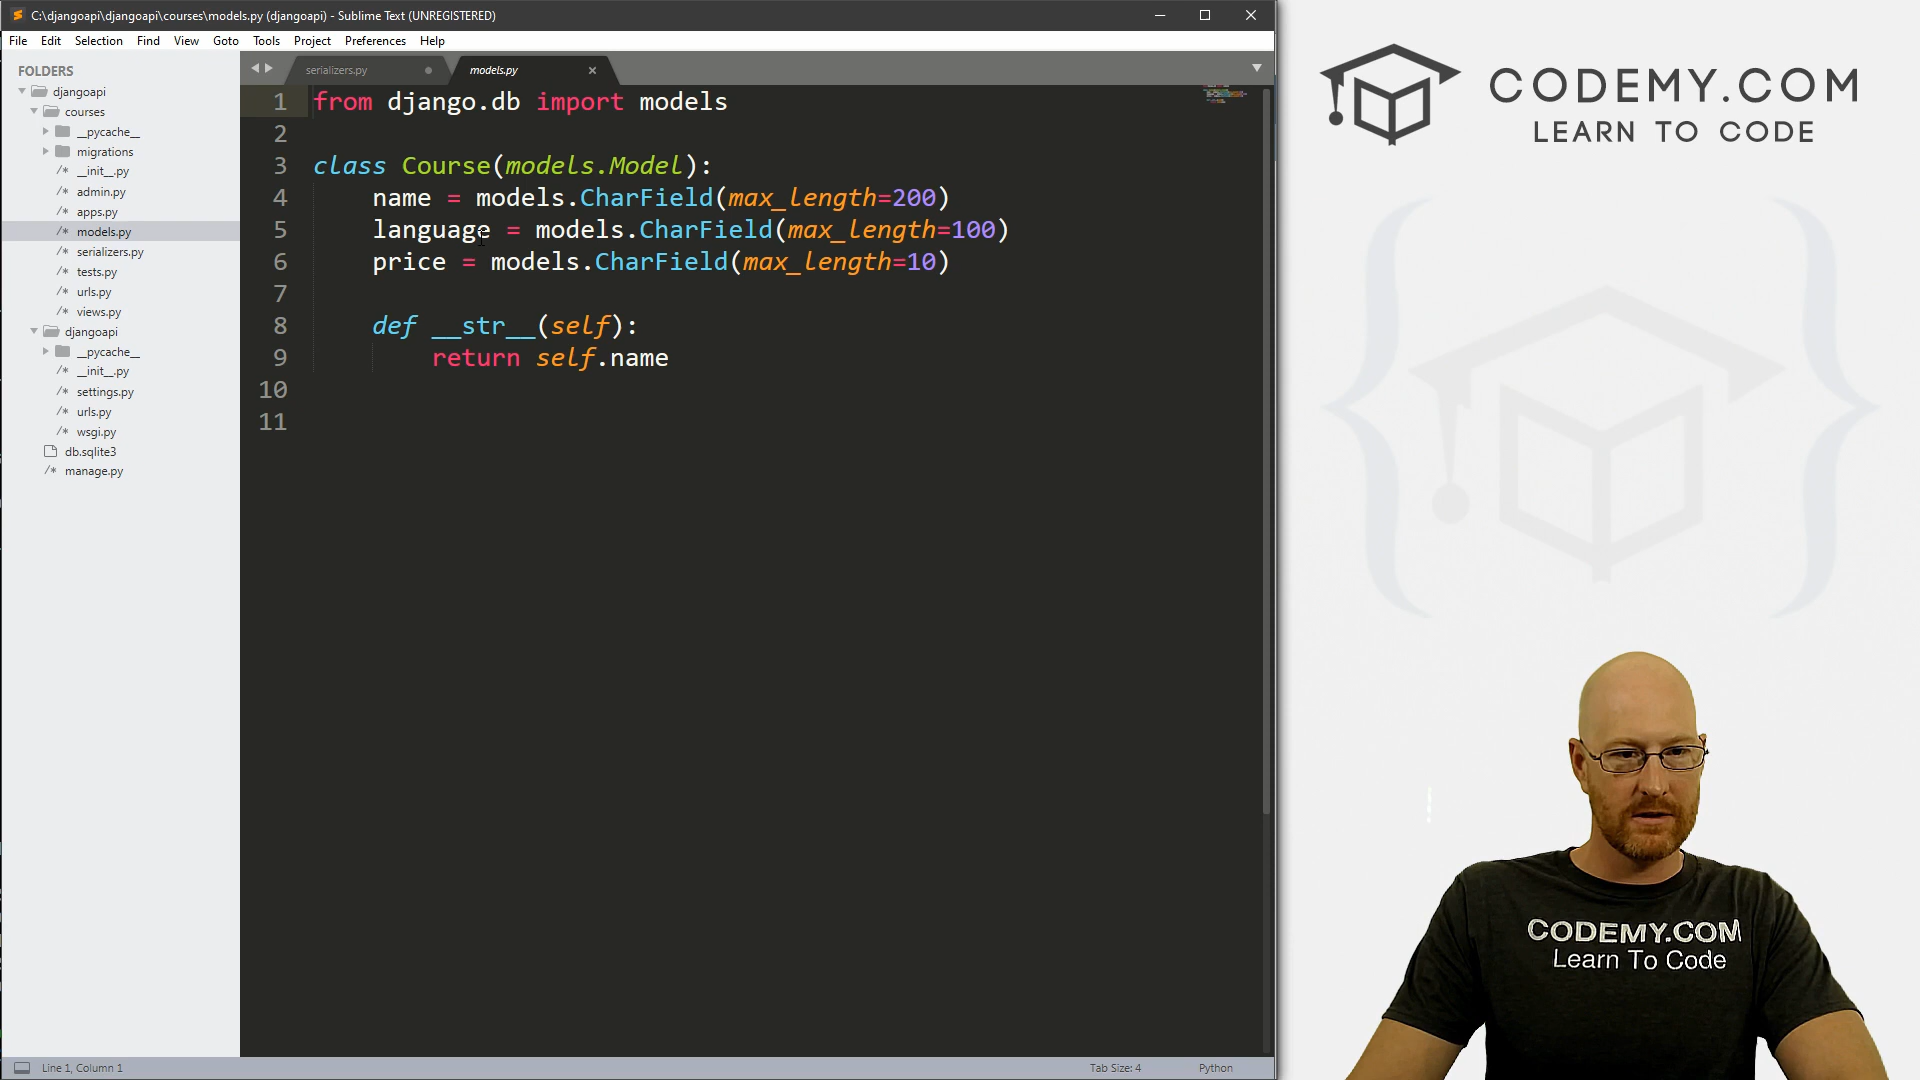 C:\djangoapi\djangoapi\courses\models.py (djangoapi) - Sublime Text (UNREGISTERED)
File Edit Selection Find View Goto Tools Project Preferences Help
FOLDERS
djangoapi
courses
__pycache__
migrations
/* __init__.py
/* admin.py
/* apps.py
/* models.py
/* serializers.py
/* tests.py
/* urls.py
/* views.py
djangoapi
__pycache__
/* __init__.py
/* settings.py
/* urls.py
/* wsgi.py
db.sqlite3
/* manage.py
serializers.py models.py
1 from django.db import models
2
3 class Course(models.Model):
4 name = models.CharField(max_length=200)
5 language = models.CharField(max_length=100)
6 price = models.CharField(max_length=10)
7
8 def __str__(self):
9 return self.name
10
11
Line 1, Column 1 Tab Size: 4 Python
CODEMY.COM
LEARN TO CODE
CODEMY.COM
Learn To Code